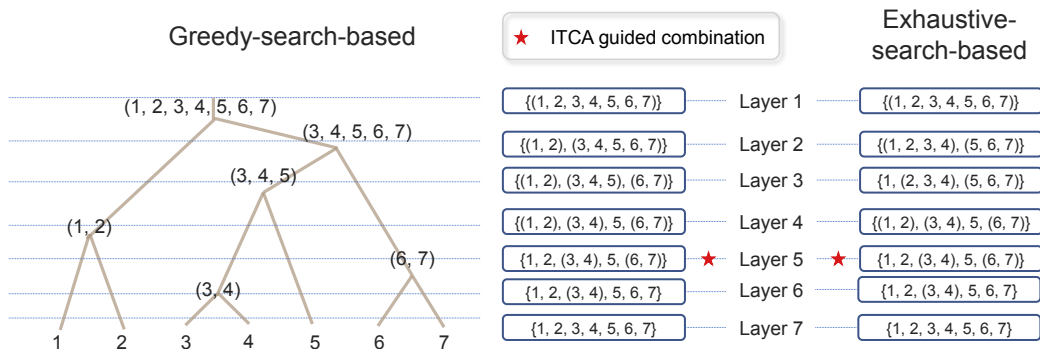 Greedy-search-based
ITCA guided combination
Exhaustive-
search-based
(1, 2, 3, 4, 5, 6, 7)
(3, 4, 5, 6, 7)
(3, 4, 5)
(1, 2)
(6, 7)
(3, 4)
1 2 3 4 5 6 7
{(1, 2, 3, 4, 5, 6, 7)} Layer 1 {(1, 2, 3, 4, 5, 6, 7)}
{(1, 2), (3, 4, 5, 6, 7)} Layer 2 {(1, 2, 3, 4), (5, 6, 7)}
{(1, 2), (3, 4, 5), (6, 7)} Layer 3 {1, (2, 3, 4), (5, 6, 7)}
{(1, 2), (3, 4), 5, (6, 7)} Layer 4 {(1, 2), (3, 4), 5, (6, 7)}
{1, 2, (3, 4), 5, (6, 7)} Layer 5 {1, 2, (3, 4), 5, (6, 7)}
{1, 2, (3, 4), 5, 6, 7} Layer 6 {1, 2, (3, 4), 5, 6, 7}
{1, 2, 3, 4, 5, 6, 7} Layer 7 {1, 2, 3, 4, 5, 6, 7}